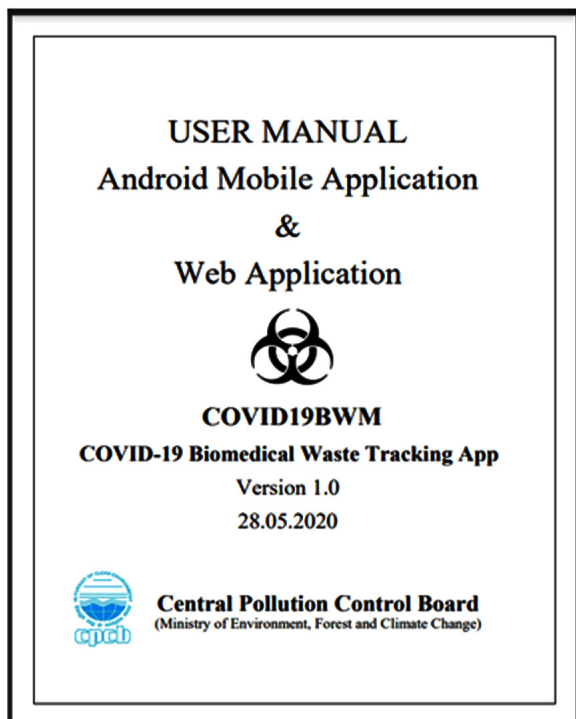 USER MANUAL
Android Mobile Application
&
Web Application
COVID19BWM
COVID-19 Biomedical Waste Tracking App
Version 1.0
28.05.2020
cpcb
Central Pollution Control Board
(Ministry of Environment, Forest and Climate Change)